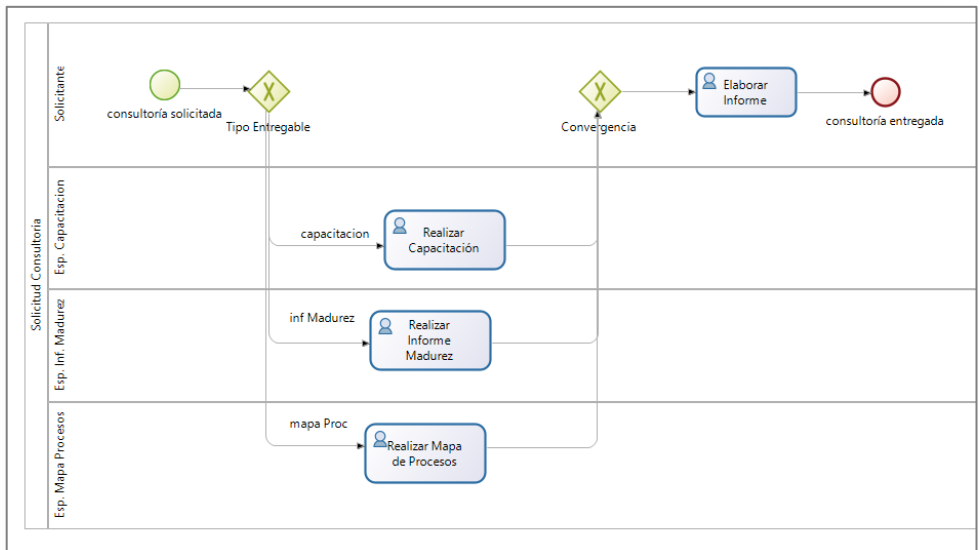 Solicitud Consultoria
Solicitante
consultoría solicitada
Tipo Entregable
Convergencia
Elaborar
Informe
consultoría entregada
Esp. Capacitacion
capacitacion
Realizar
Capacitación
Esp. Inf. Madurez
inf Madurez
Realizar
Informe
Madurez
Esp. Mapa Procesos
mapa Proc
Realizar Mapa
de Procesos